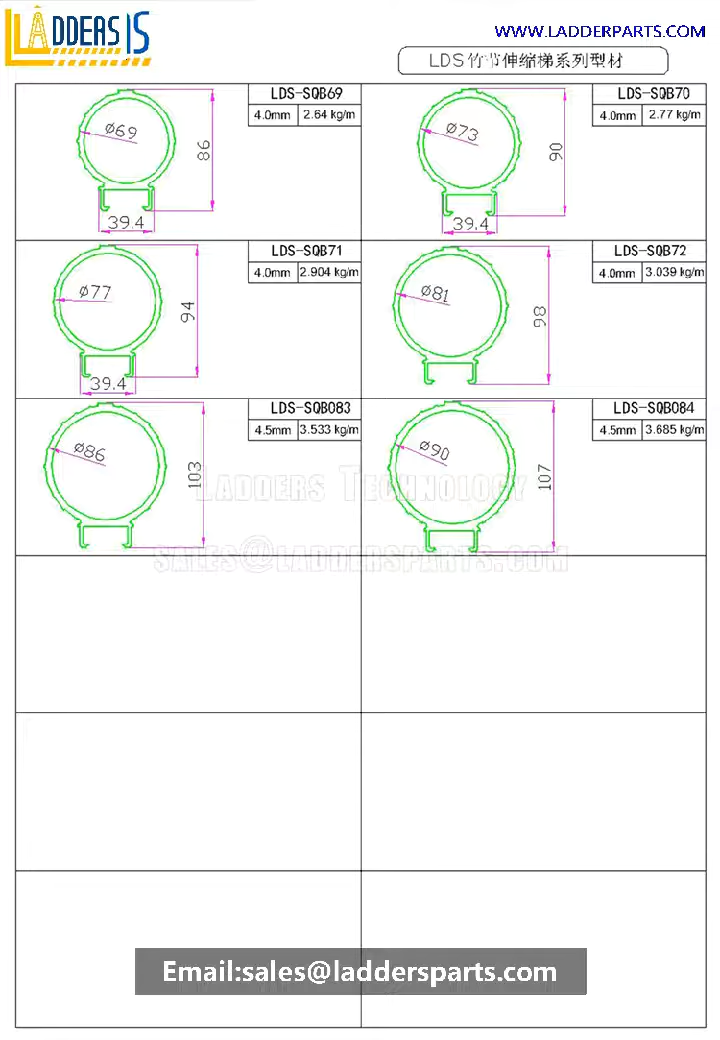 LADDERS IS
WWW.LADDERPARTS.COM
LDS竹节伸缩梯系列型材
LDS-SQB69
4.0mm 2.64 kg/m
ø69
86
39.4
LDS-SQB70
4.0mm 2.77 kg/m
ø73
90
39.4
LDS-SQB71
4.0mm 2.904 kg/m
ø77
94
39.4
LDS-SQB72
4.0mm 3.039 kg/m
ø81
98
LDS-SQB083
4.5mm 3.533 kg/m
ø86
103
LDS-SQB084
4.5mm 3.685 kg/m
ø90
107
LADDERS TECHNOLOGY
SALES@LADDERSPARTS.COM
Email:sales@laddersparts.com